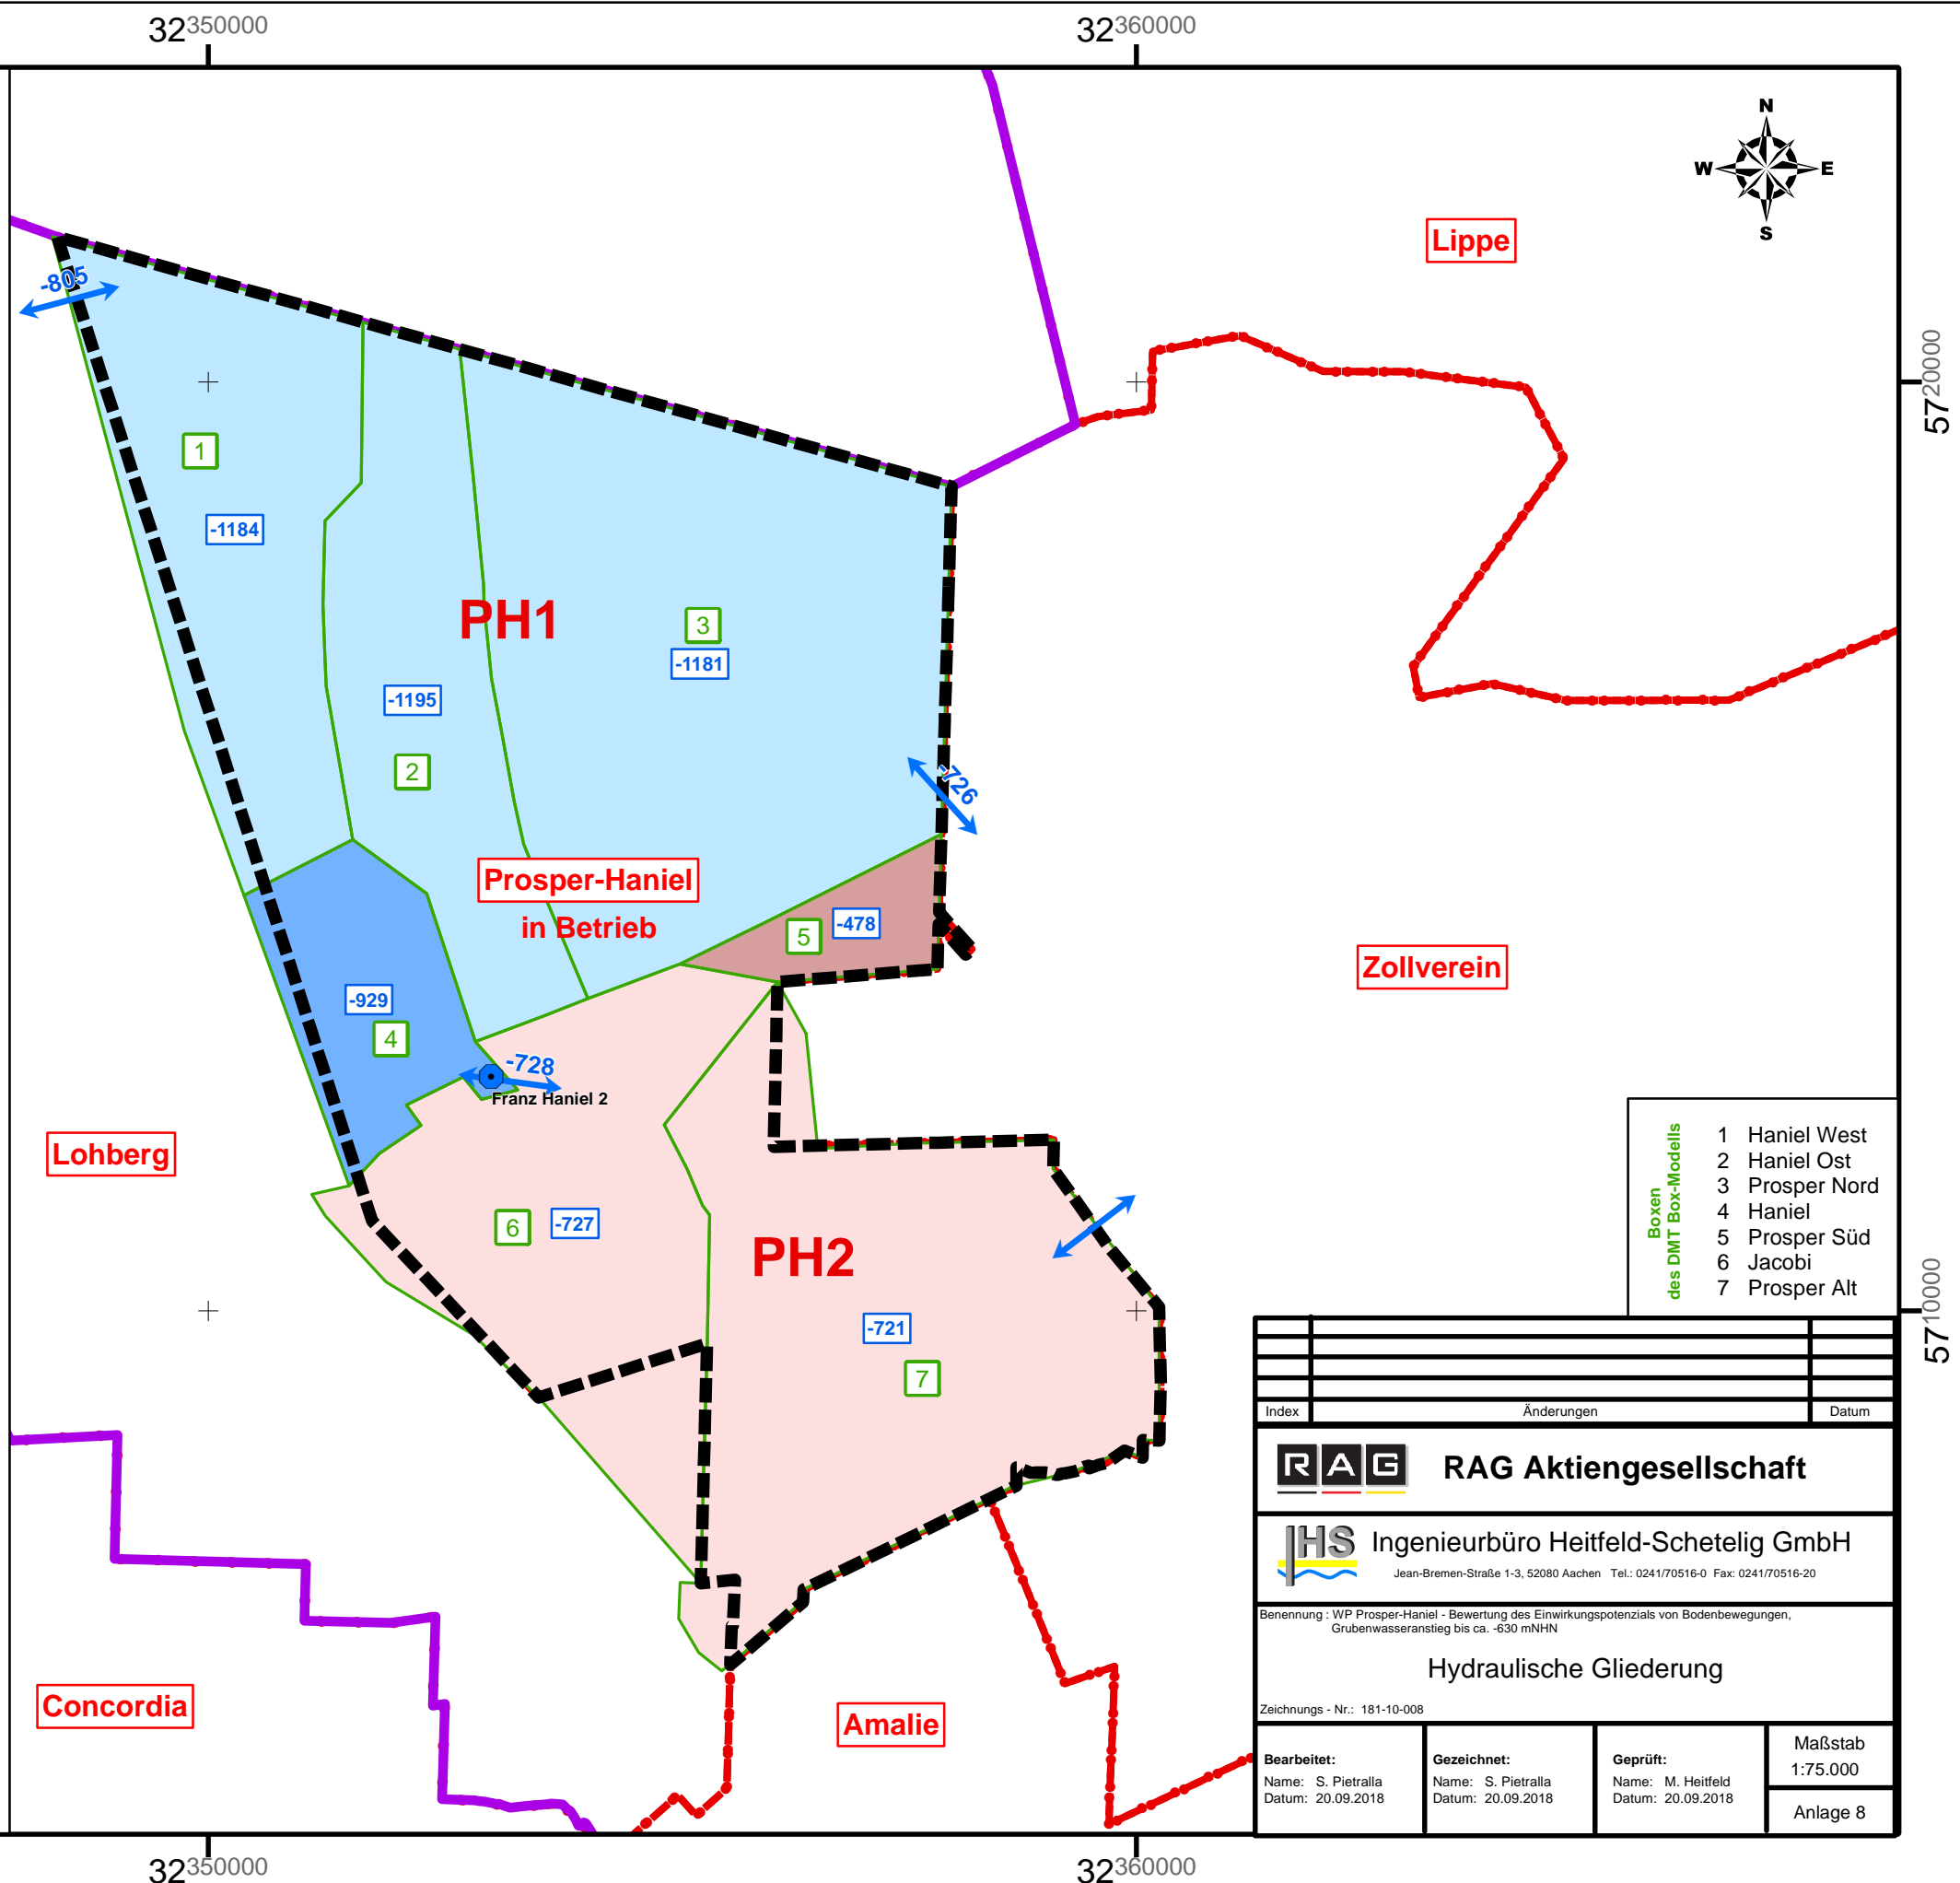 32350000
32360000
N
W
E
S
Lippe
-805
5720000
1
-1184
PH1
3
-1181
-1195
2
-726
Prosper-Haniel
in Betrieb
5
-478
Zollverein
-929
4
-728
Franz Haniel 2
Lohberg
6
-727
PH2
-721
7
5710000
Boxen
des DMT Box-Modells
1 Haniel West
2 Haniel Ost
3 Prosper Nord
4 Haniel
5 Prosper Süd
6 Jacobi
7 Prosper Alt
Index
Änderungen
Datum
RAG
RAG Aktiengesellschaft
IHS
Ingenieurbüro Heitfeld-Schetelig GmbH
Jean-Bremen-Straße 1-3, 52080 Aachen Tel.: 0241/70516-0 Fax: 0241/70516-20
Benennung : WP Prosper-Haniel - Bewertung des Einwirkungspotenzials von Bodenbewegungen,
Grubenwasseranstieg bis ca. -630 mNHN
Hydraulische Gliederung
Zeichnungs - Nr.: 181-10-008
Bearbeitet:
Name: S. Pietralla
Datum: 20.09.2018
Gezeichnet:
Name: S. Pietralla
Datum: 20.09.2018
Geprüft:
Name: M. Heitfeld
Datum: 20.09.2018
Maßstab
1:75.000
Anlage 8
Concordia
Amalie
32350000
32360000